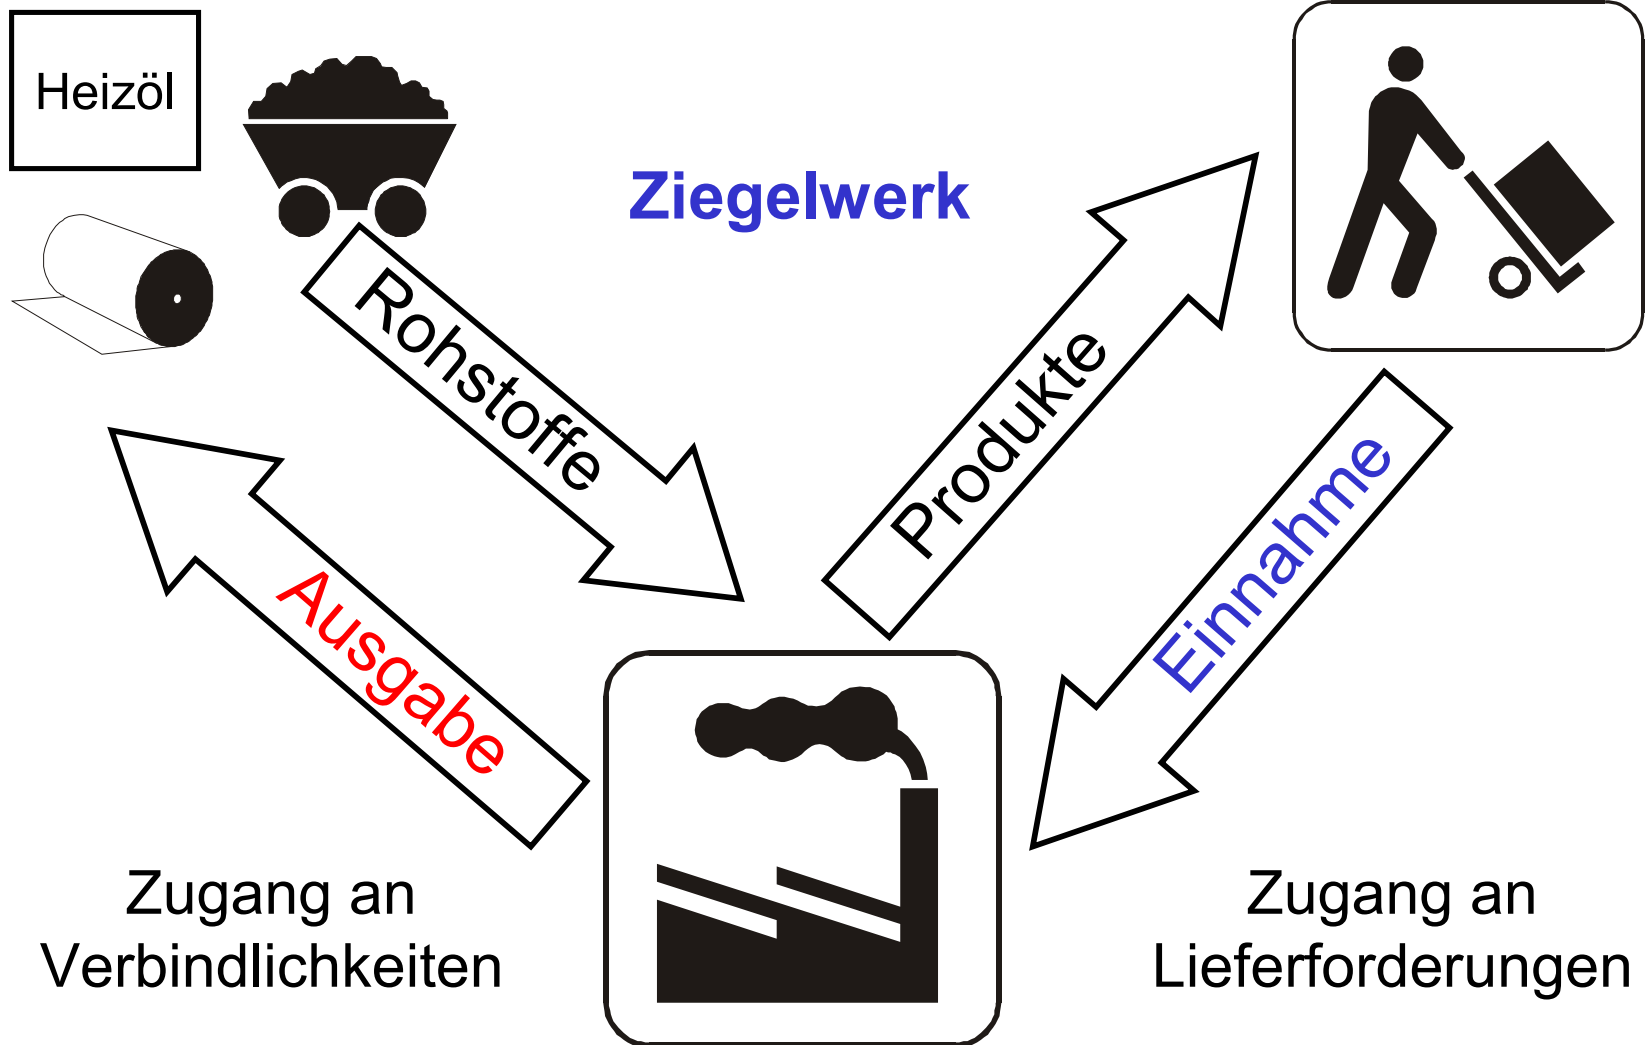 Heizöl
Ziegelwerk
Rohstoffe
Produkte
Ausgabe
Einnahme
Zugang an
Verbindlichkeiten
Zugang an
Lieferforderungen